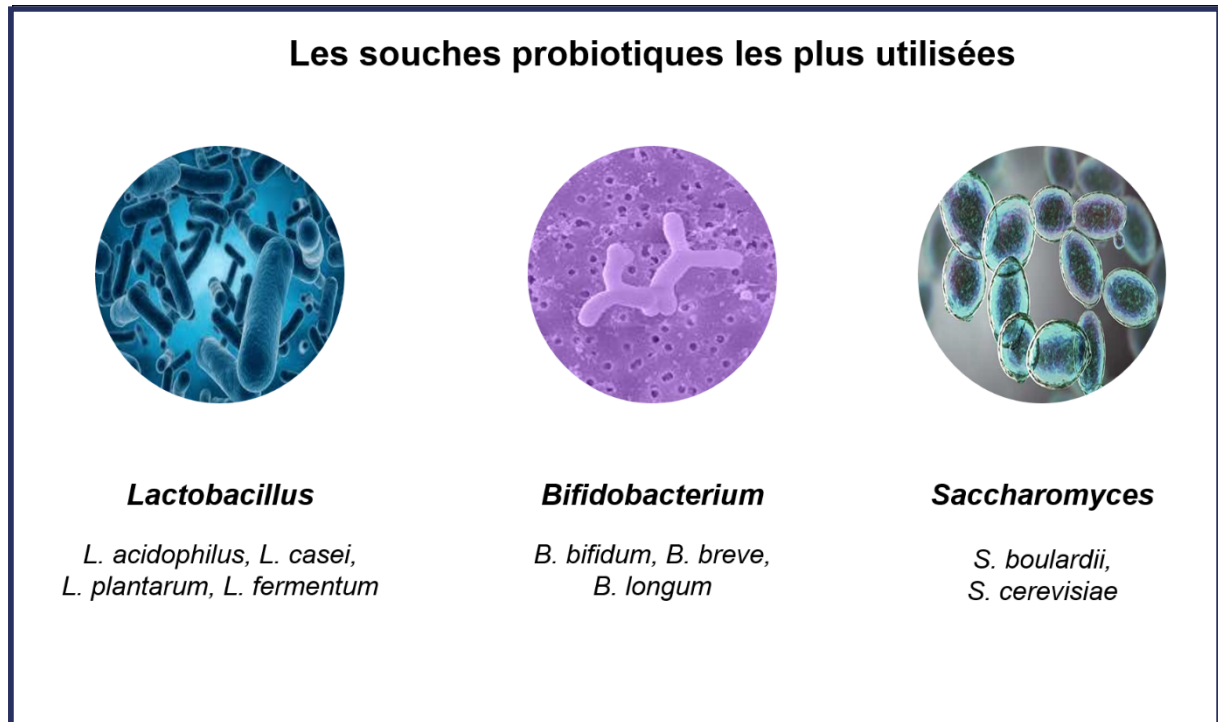 Les souches probiotiques les plus utilisées
Lactobacillus
L. acidophilus, L. casei,
L. plantarum, L. fermentum
Bifidobacterium
B. bifidum, B. breve,
B. longum
Saccharomyces
S. boulardii,
S. cerevisiae